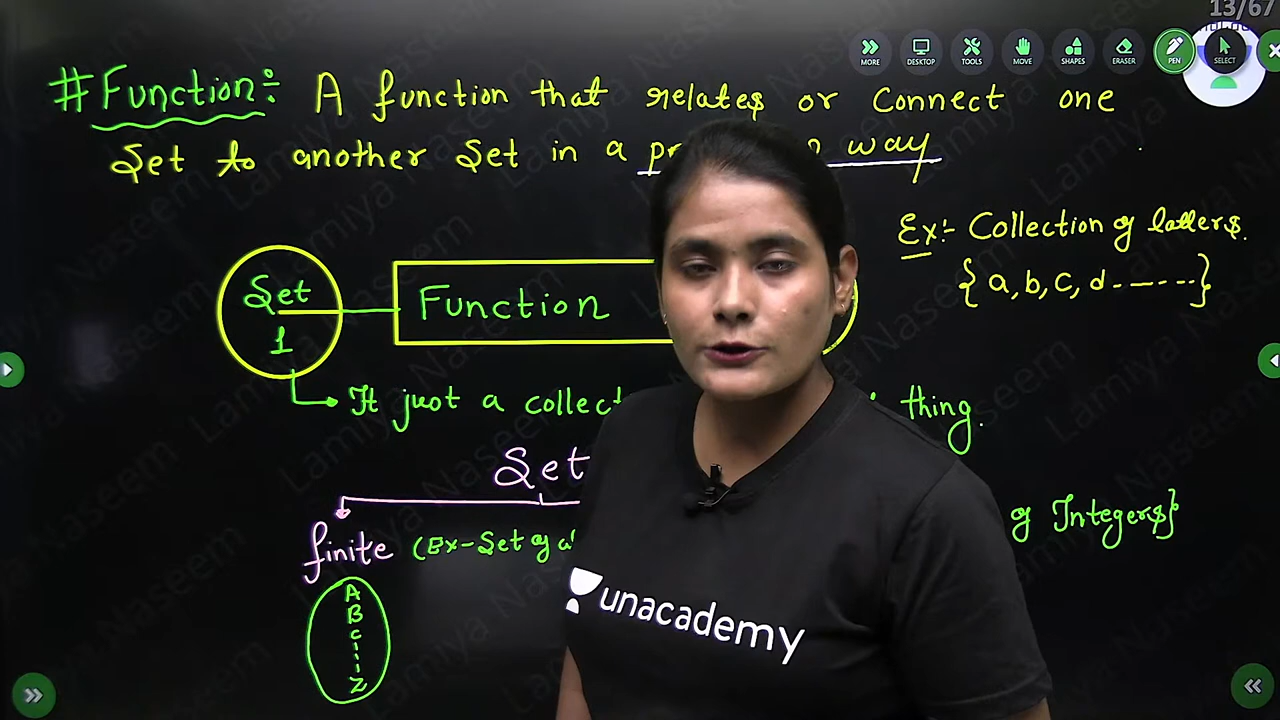 13/67
MORE DESKTOP TOOLS MOVE SHAPES ERASER PEN SELECT
#Function:- A function that relates or connect one
Set to another Set in a way
Ex:- Collection of letters.
{ a, b, c, d ------}
Set
1
Function
It just a thing.
Set
finite (Ex-Set of
of Integers}
A
B
C
Z
unacademy
Lamiya Naseem